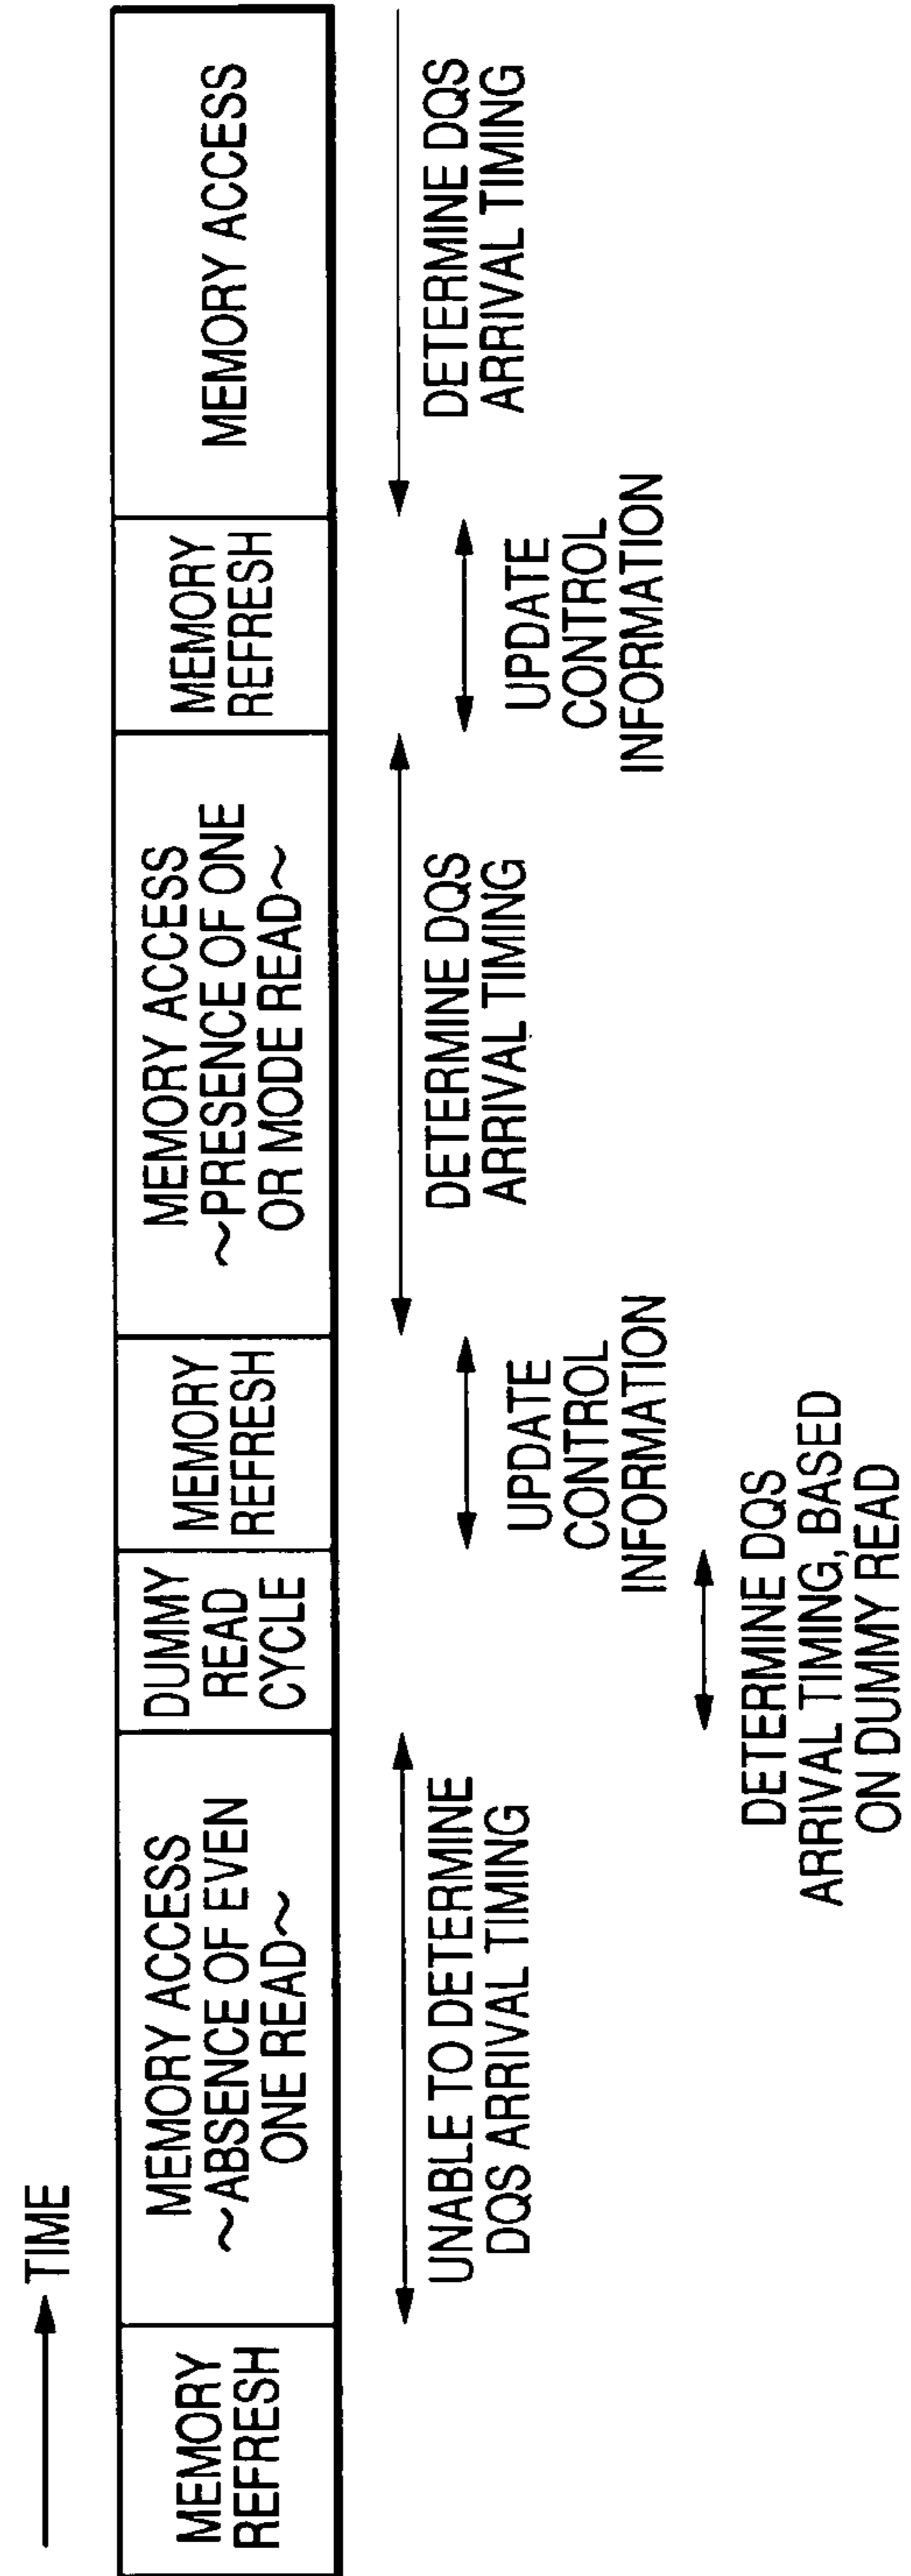 TIME
MEMORY
REFRESH
MEMORY ACCESS
~ABSENCE OF EVEN
ONE READ~
DUMMY
READ
CYCLE
MEMORY
REFRESH
MEMORY ACCESS
~PRESENCE OF ONE
OR MODE READ~
MEMORY
REFRESH
MEMORY ACCESS
UNABLE TO DETERMINE
DQS ARRIVAL TIMING
UPDATE
CONTROL
INFORMATION
DETERMINE DQS
ARRIVAL TIMING
UPDATE
CONTROL
INFORMATION
DETERMINE DQS
ARRIVAL TIMING
DETERMINE DQS
ARRIVAL TIMING, BASED
ON DUMMY READ